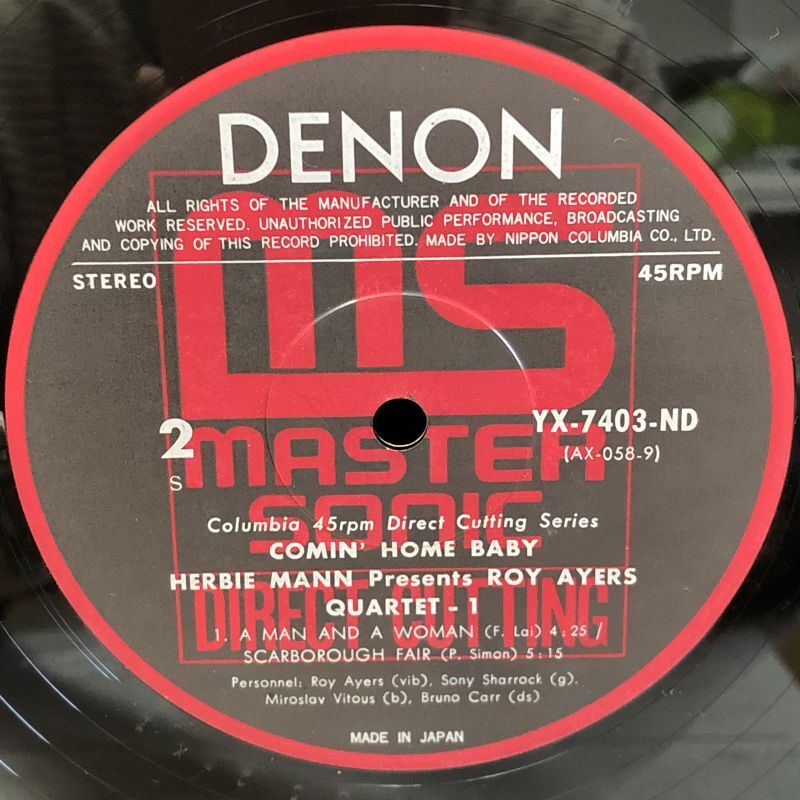 DENON
ALL RIGHTS OF THE MANUFACTURER AND OF THE RECORDED
WORK RESERVED. UNAUTHORIZED PUBLIC PERFORMANCE, BROADCASTING
AND COPYING OF THIS RECORD PROHIBITED. MADE BY NIPPON COLUMBIA CO., LTD.
STEREO 45RPM
MS
2 YX-7403-ND
S (AX-058-9)
MASTER
SONIC
DIRECT CUTTING
Columbia 45rpm Direct Cutting Series
COMIN' HOME BABY
HERBIE MANN Presents ROY AYERS
QUARTET - 1
1. A MAN AND A WOMAN (F. Lai) 4:25 /
SCARBOROUGH FAIR (P. Simon) 5:15
Personnel: Roy Ayers (vib), Sony Sharrock (g),
Miroslav Vitous (b), Bruno Carr (ds)
MADE IN JAPAN